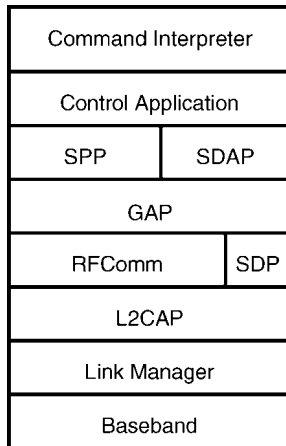 Command Interpreter
Control Application
SPP SDAP
GAP
RFComm SDP
L2CAP
Link Manager
Baseband